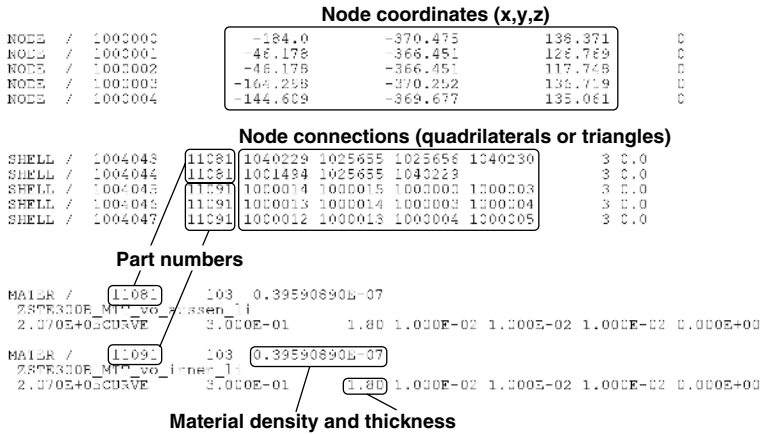 Node coordinates (x,y,z)
NODE / 1000000 -184.0 -370.475 138.371 0
NODE / 1000001 -46.178 -366.451 126.769 0
NODE / 1000002 -46.178 -366.451 117.748 0
NODE / 1000003 -164.298 -370.252 136.719 0
NODE / 1000004 -144.609 -369.677 135.061 0
Node connections (quadrilaterals or triangles)
SHELL / 1004043 11081 1040229 1025655 1025656 1040230 3 0.0
SHELL / 1004044 11081 1001494 1025655 1040229 3 0.0
SHELL / 1004045 11091 1000014 1000015 1000000 1000003 3 0.0
SHELL / 1004046 11091 1000013 1000014 1000003 1000004 3 0.0
SHELL / 1004047 11091 1000012 1000013 1000004 1000005 3 0.0
Part numbers
MATER / 11081 103 0.39590890E-07
ZSTE300B_MTL_vo_aussen_li
2.070E+05CURVE 3.000E-01 1.80 1.000E-02 1.000E-02 1.000E-02 0.000E+00
MATER / 11091 103 0.39590890E-07
ZSTE300B_MTL_vo_inner_li
2.070E+05CURVE 3.000E-01 1.80 1.000E-02 1.000E-02 1.000E-02 0.000E+00
Material density and thickness